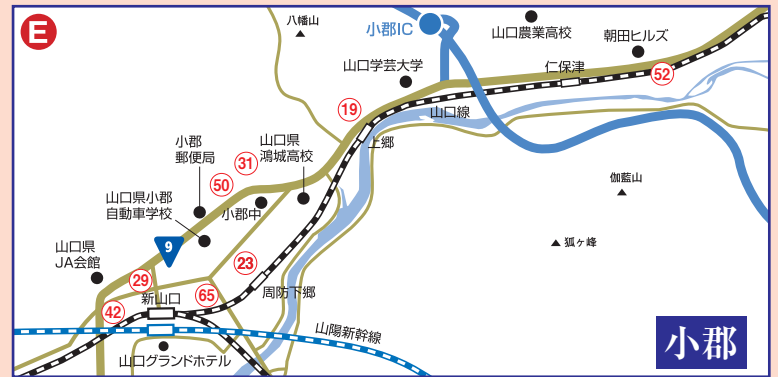 E
八幡山
小郡IC
山口農業高校
朝田ヒルズ
山口学芸大学
仁保津
52
19
山口線
上郷
小郡
郵便局
31
山口県
鴻城高校
50
伽藍山
山口県小郡
自動車学校
小郡中
狐ヶ峰
山口県
JA会館
9
23
29
新山口
65
周防下郷
42
山陽新幹線
山口グランドホテル
小郡